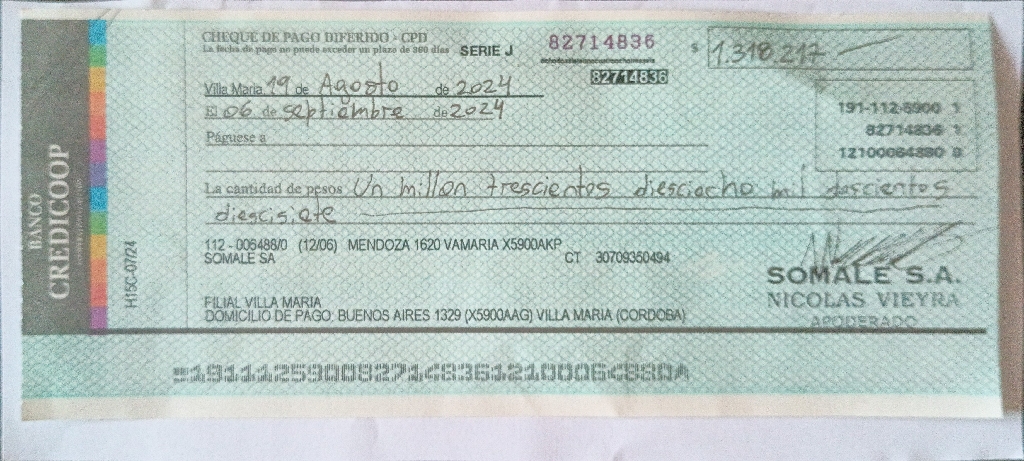 CHEQUE DE PAGO DIFERIDO - CPD
La fecha de pago no puede exceder un plazo de 360 días
SERIE J
82714836
82714836
$ 1.318.217
Villa Maria 19 de Agosto de 2024
El 06 de septiembre de 2024
Páguese a
191-112-5900 1
82714836 1
12100064880 8
La cantidad de pesos Un millon trescientos diesciocho mil doscientos
diescisiete
112 - 006488/0 (12/06) MENDOZA 1620 VAMARIA X5900AKP
SOMALE SA
CT 30709350494
SOMALE S.A.
NICOLAS VIEYRA
APODERADO
FILIAL VILLA MARIA
DOMICILIO DE PAGO: BUENOS AIRES 1329 (X5900AAG) VILLA MARIA (CORDOBA)
BANCO
CREDICOOP
H15C-07/24
19111259008271483612100064880